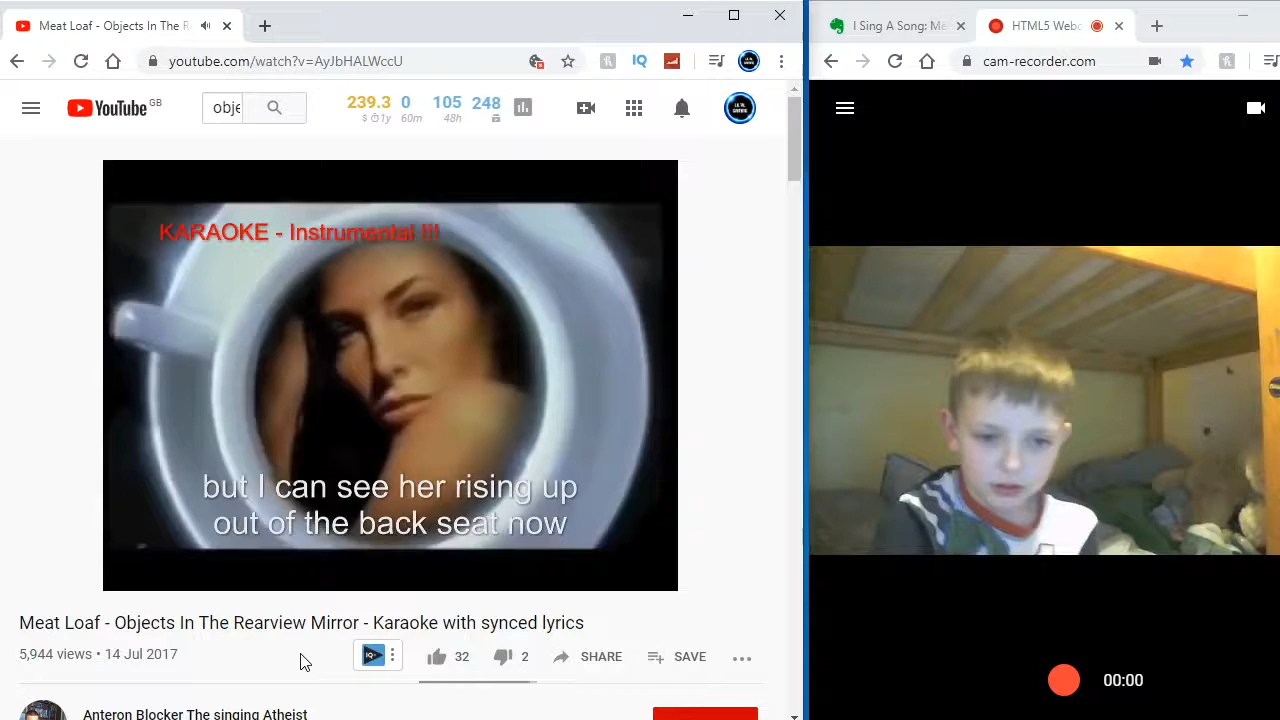 Meat Loaf - Objects In The R
youtube.com/watch?v=AyJbHALWccU
IQ
YouTube GB
obje
239.3 0 105 248
$ 1y 60m 48h
KARAOKE - Instrumental !!!
but I can see her rising up
out of the back seat now
Meat Loaf - Objects In The Rearview Mirror - Karaoke with synced lyrics
5,944 views • 14 Jul 2017
IQ
32
2
SHARE
SAVE
Anteron Blocker The singing Atheist
I Sing A Song: Me
HTML5 Webc
cam-recorder.com
00:00